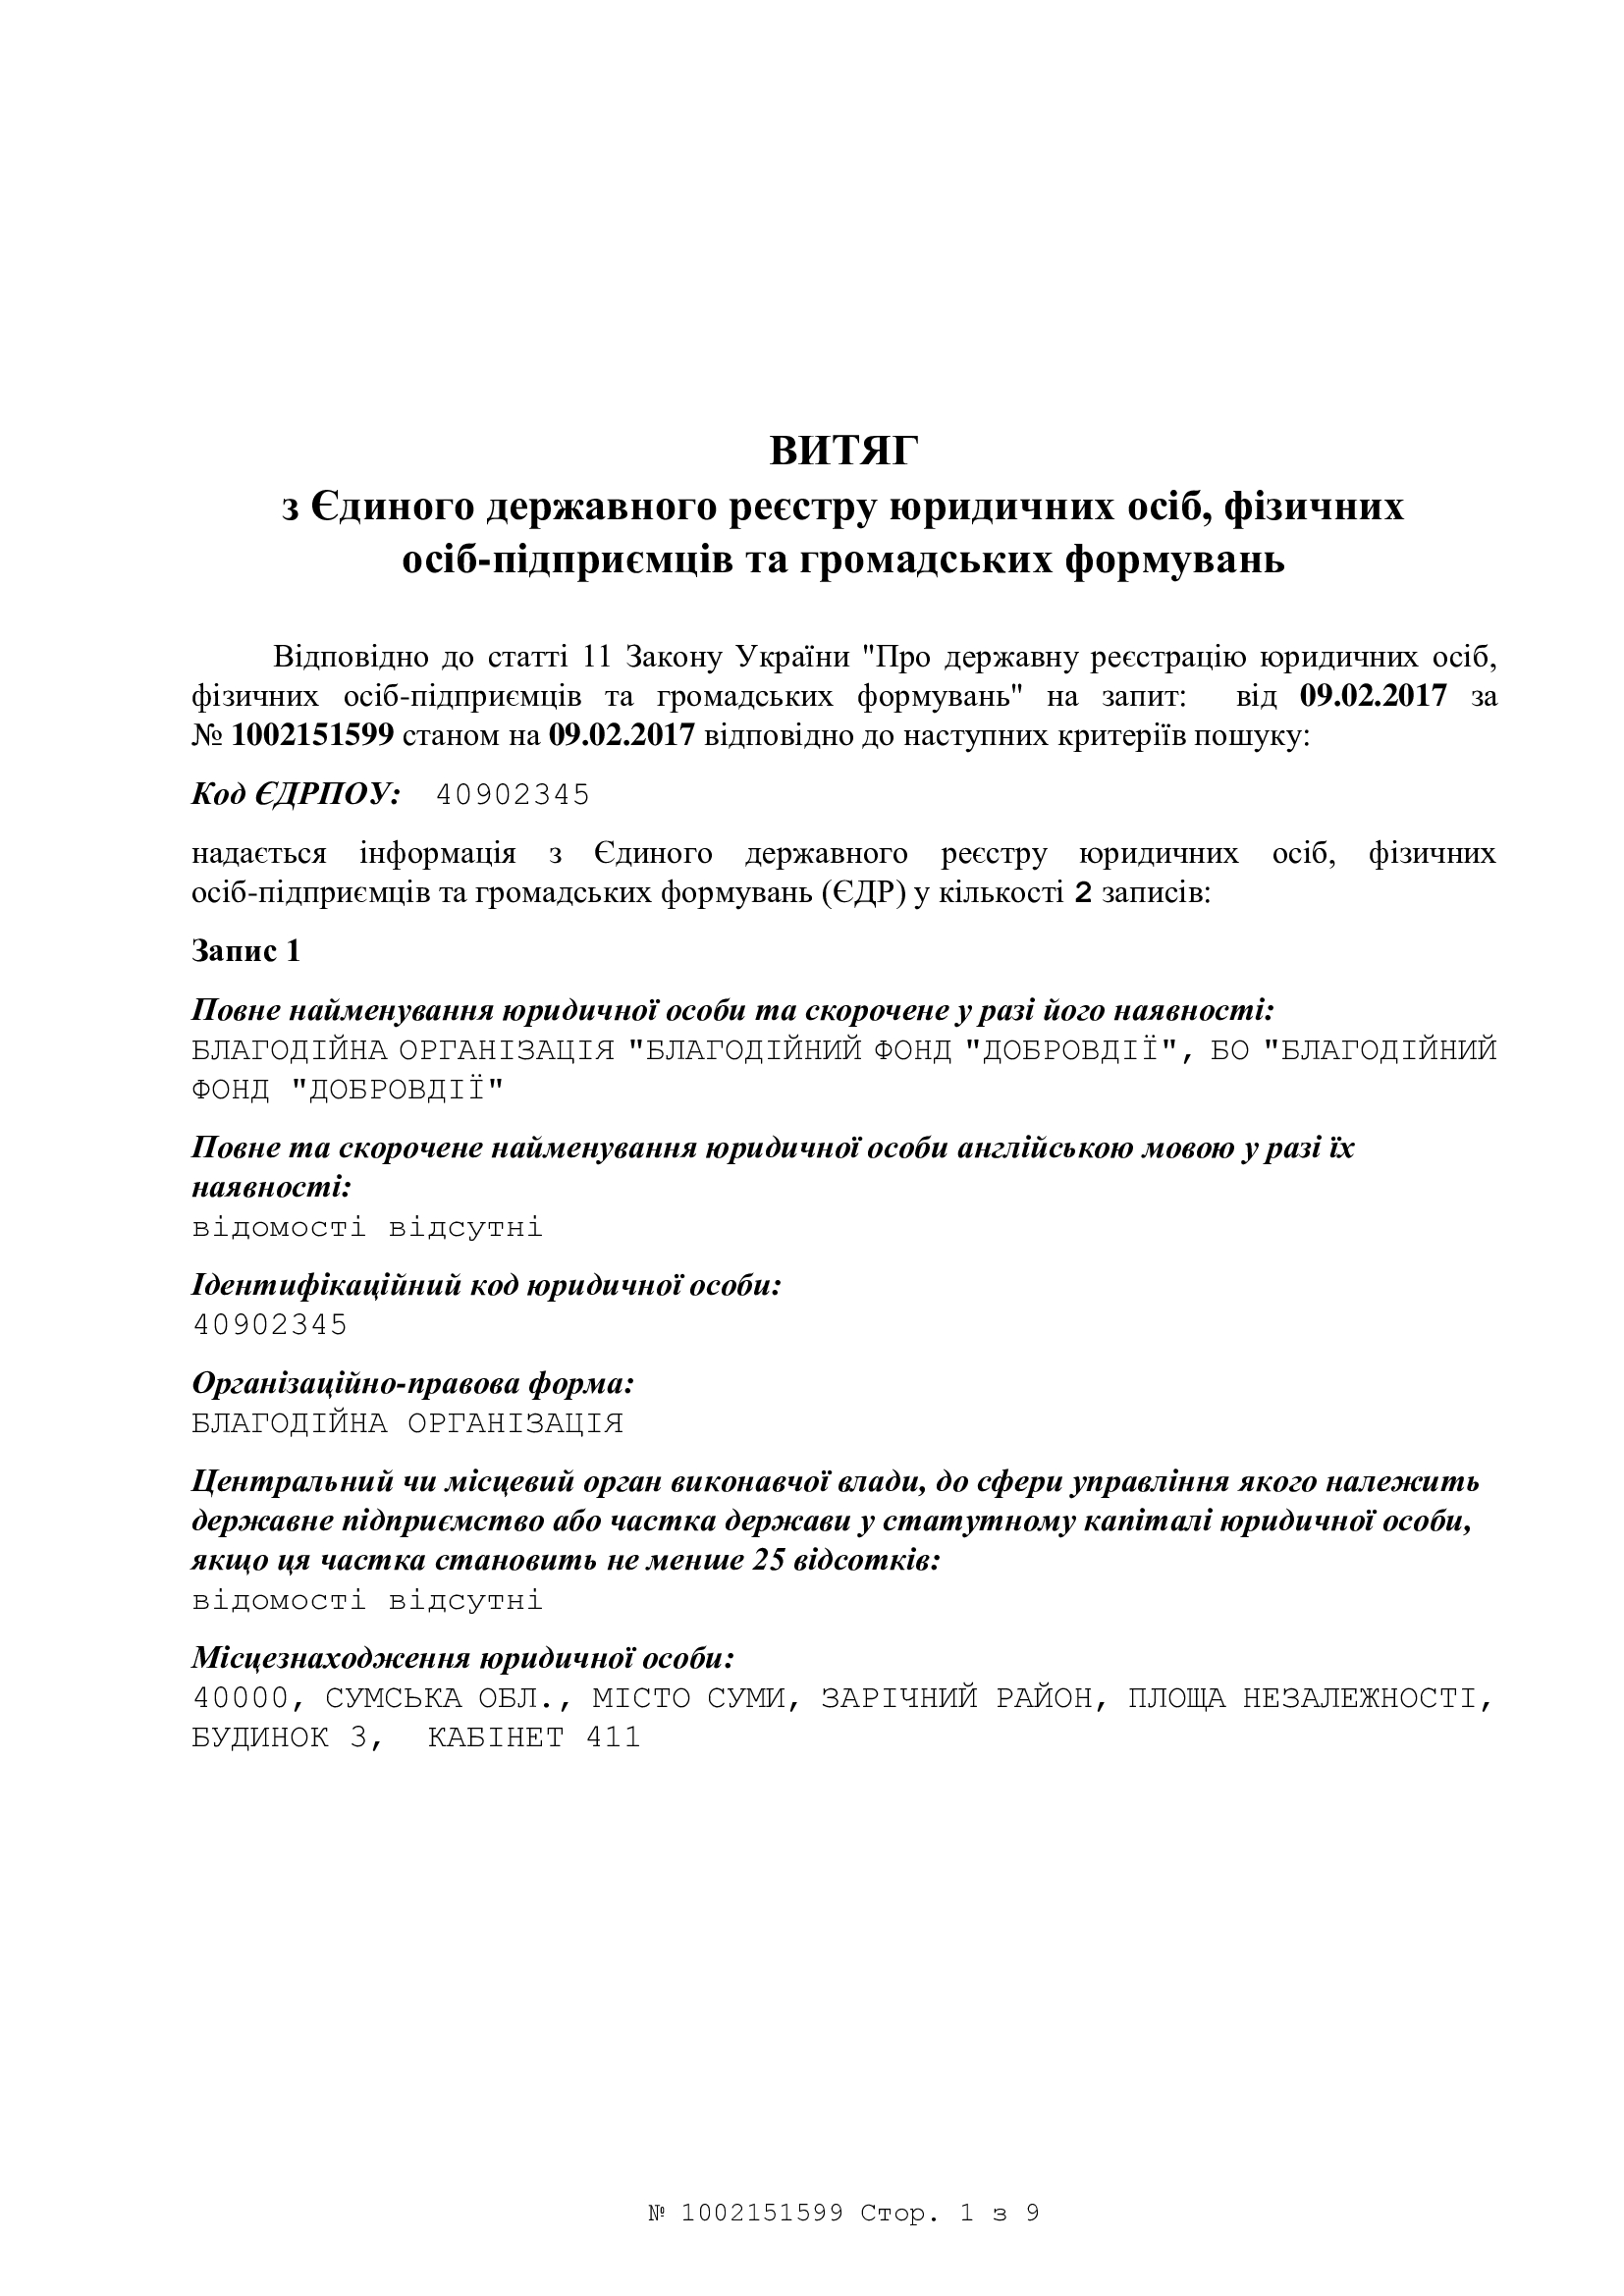 ВИТЯГ
з Єдиного державного реєстру юридичних осіб, фізичних
осіб-підприємців та громадських формувань
Відповідно до статті 11 Закону України "Про державну реєстрацію юридичних осіб,
фізичних осіб-підприємців та громадських формувань" на запит: від 09.02.2017 за
№ 1002151599 станом на 09.02.2017 відповідно до наступних критеріїв пошуку:
Код ЄДРПОУ: 40902345
надається інформація з Єдиного державного реєстру юридичних осіб, фізичних
осіб-підприємців та громадських формувань (ЄДР) у кількості 2 записів:
Запис 1
Повне найменування юридичної особи та скорочене у разі його наявності:
БЛАГОДІЙНА ОРГАНІЗАЦІЯ "БЛАГОДІЙНИЙ ФОНД "ДОБРОВДІЇ", БО "БЛАГОДІЙНИЙ
ФОНД "ДОБРОВДІЇ"
Повне та скорочене найменування юридичної особи англійською мовою у разі їх
наявності:
відомості відсутні
Ідентифікаційний код юридичної особи:
40902345
Організаційно-правова форма:
БЛАГОДІЙНА ОРГАНІЗАЦІЯ
Центральний чи місцевий орган виконавчої влади, до сфери управління якого належить
державне підприємство або частка держави у статутному капіталі юридичної особи,
якщо ця частка становить не менше 25 відсотків:
відомості відсутні
Місцезнаходження юридичної особи:
40000, СУМСЬКА ОБЛ., МІСТО СУМИ, ЗАРІЧНИЙ РАЙОН, ПЛОЩА НЕЗАЛЕЖНОСТІ,
БУДИНОК 3, КАБІНЕТ 411
№ 1002151599 Стор. 1 з 9